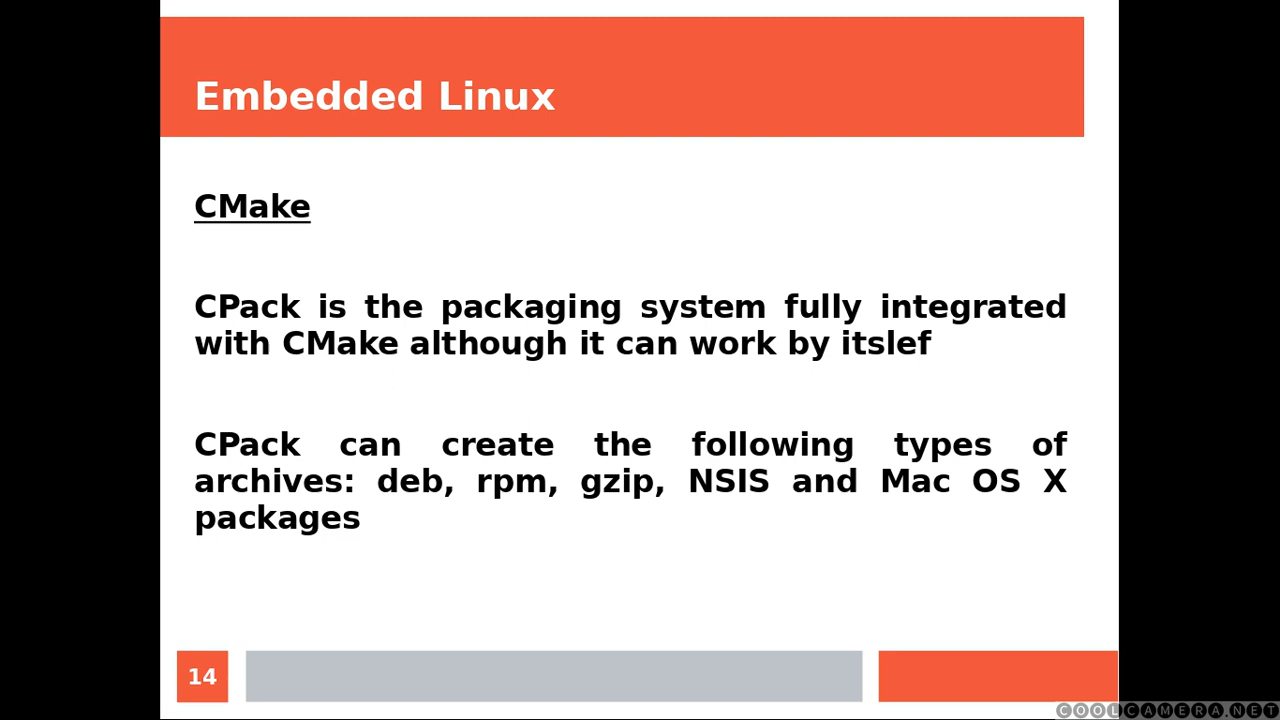 Embedded Linux
CMake
CPack is the packaging system fully integrated
with CMake although it can work by itslef
CPack can create the following types of
archives: deb, rpm, gzip, NSIS and Mac OS X
packages
14
COOLCAMERA.NET